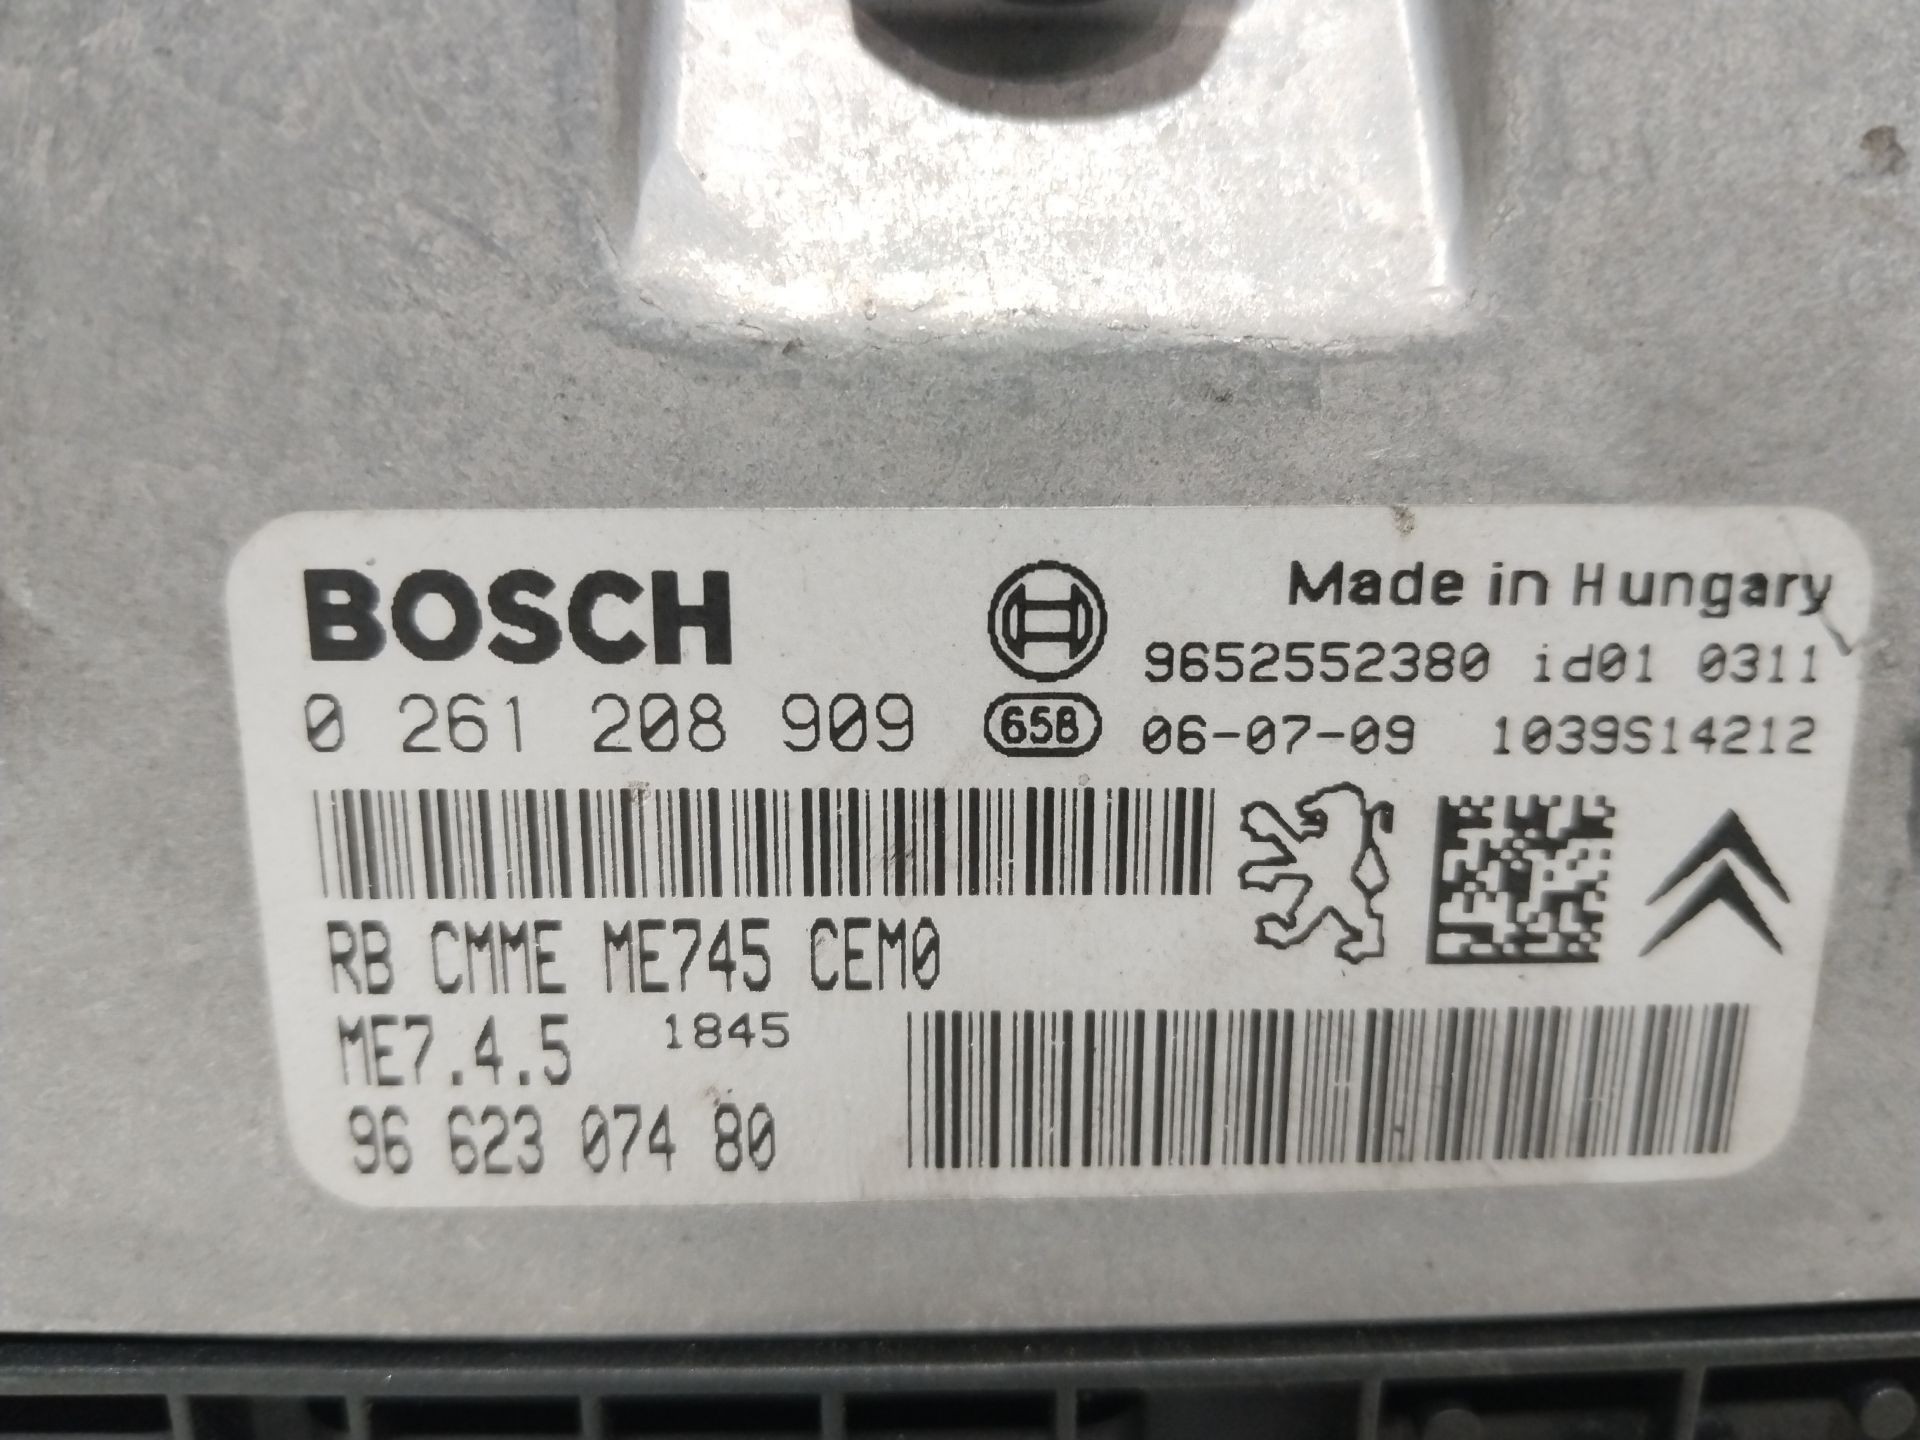 BOSCH
Made in Hungary
9652552380 id01 0311
0 261 208 909
658
06-07-09 1039S14212
RB CMME ME745 CEM0
ME7.4.5 1845
96 623 074 80